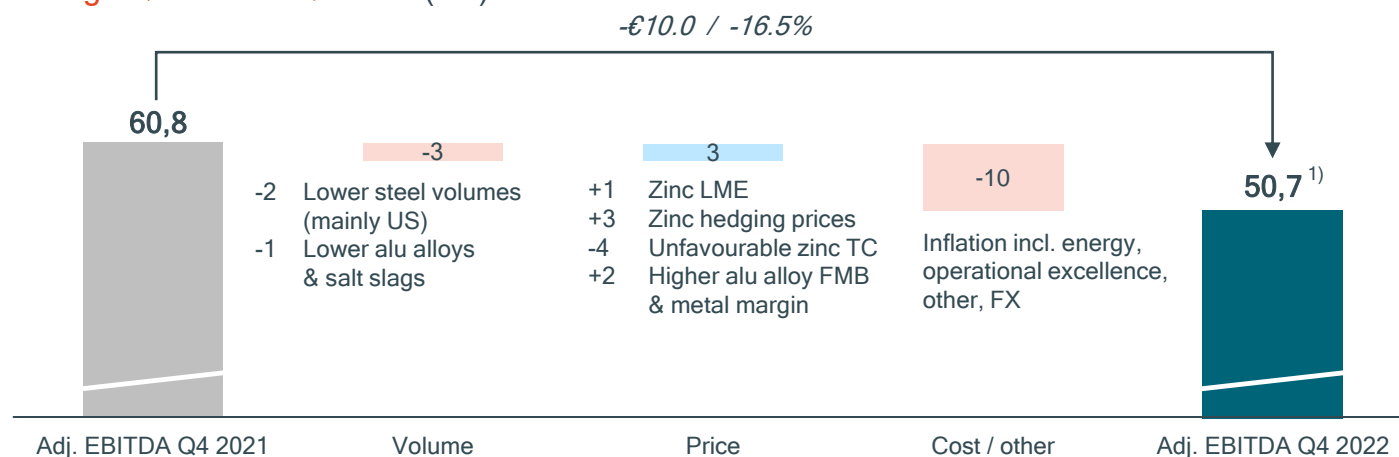 -€10.0 / -16.5%
60,8
-3
3
-10
50,7 1)
-2 Lower steel volumes
(mainly US)
-1 Lower alu alloys
& salt slags
+1 Zinc LME
+3 Zinc hedging prices
-4 Unfavourable zinc TC
+2 Higher alu alloy FMB
& metal margin
Inflation incl. energy,
operational excellence,
other, FX
Adj. EBITDA Q4 2021
Volume
Price
Cost / other
Adj. EBITDA Q4 2022